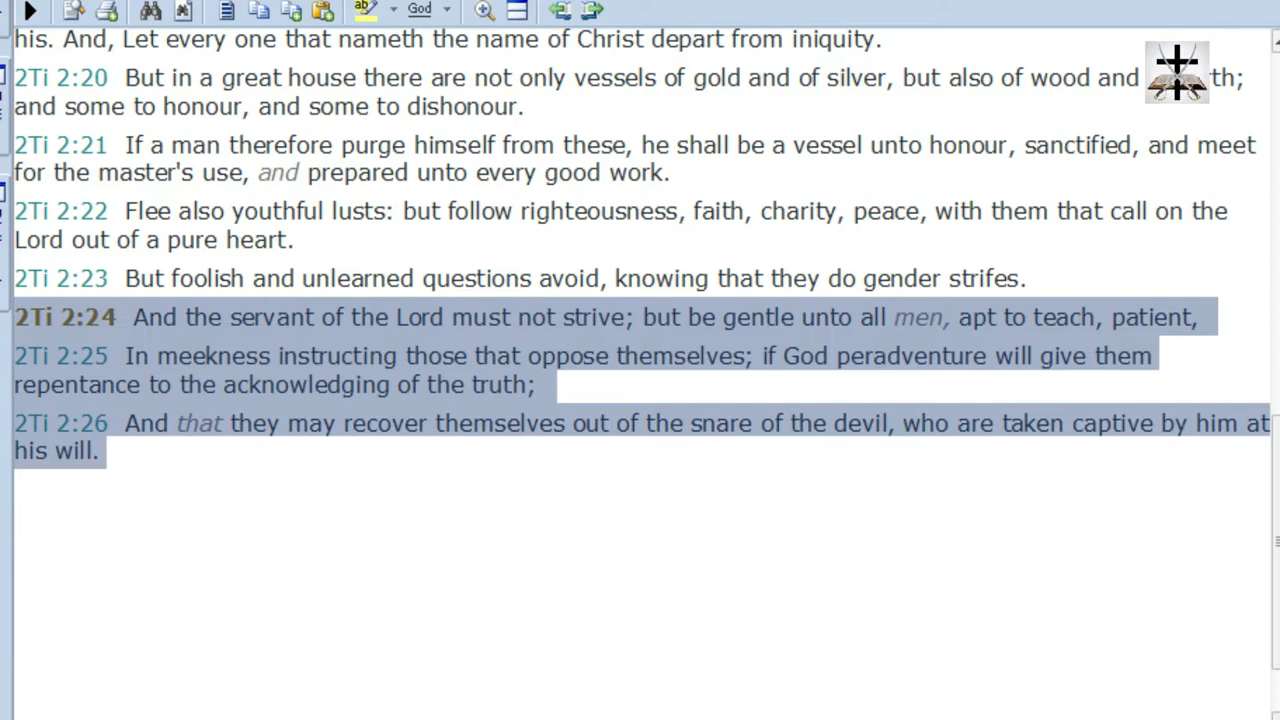 God
his. And, Let every one that nameth the name of Christ depart from iniquity.
2Ti 2:20 But in a great house there are not only vessels of gold and of silver, but also of wood and th;
and some to honour, and some to dishonour.
2Ti 2:21 If a man therefore purge himself from these, he shall be a vessel unto honour, sanctified, and meet
for the master's use, and prepared unto every good work.
2Ti 2:22 Flee also youthful lusts: but follow righteousness, faith, charity, peace, with them that call on the
Lord out of a pure heart.
2Ti 2:23 But foolish and unlearned questions avoid, knowing that they do gender strifes.
2Ti 2:24 And the servant of the Lord must not strive; but be gentle unto all men, apt to teach, patient,
2Ti 2:25 In meekness instructing those that oppose themselves; if God peradventure will give them
repentance to the acknowledging of the truth;
2Ti 2:26 And that they may recover themselves out of the snare of the devil, who are taken captive by him at
his will.